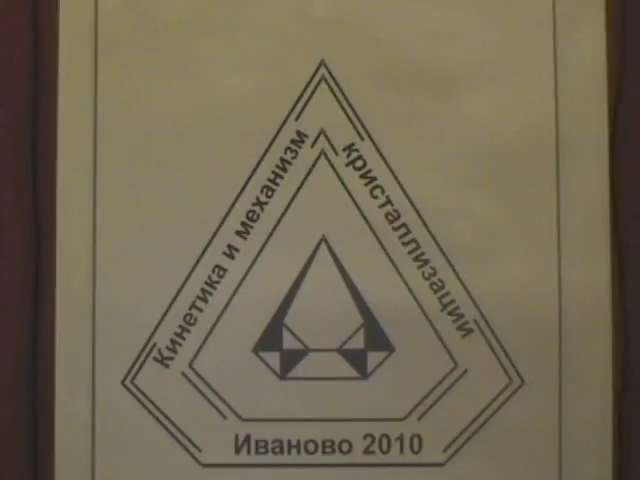 Кинетика и механизм
кристаллизации
Иваново 2010